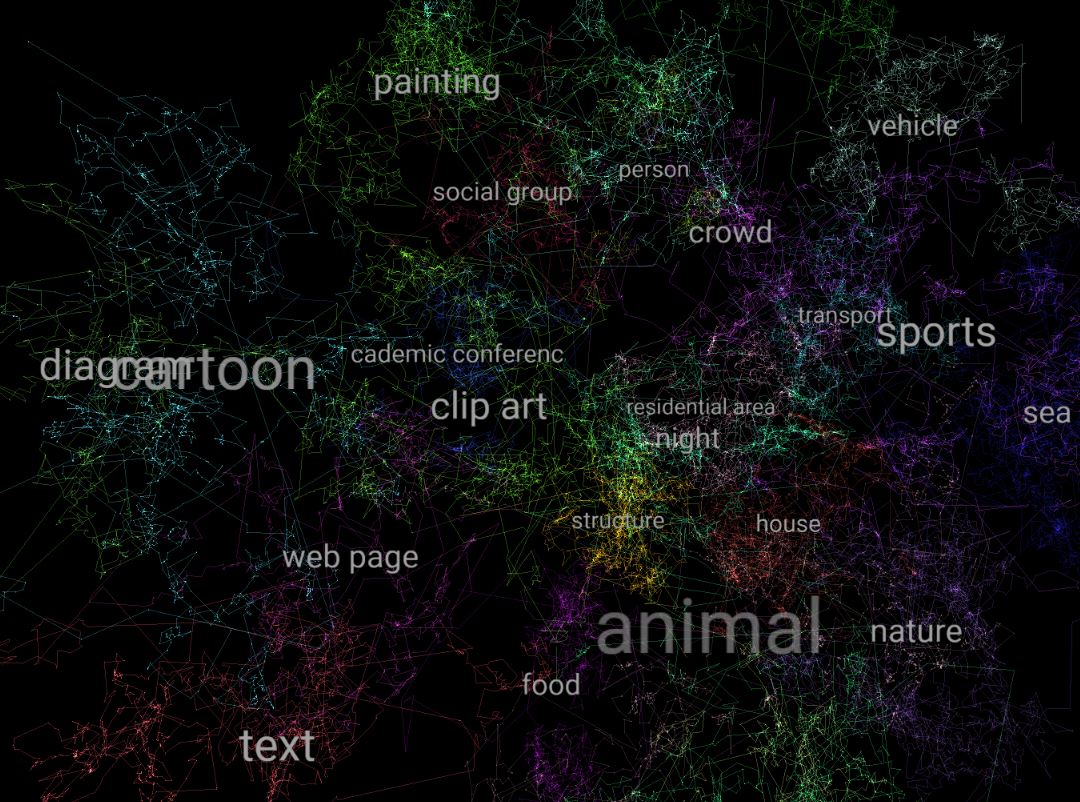 painting
vehicle
person
social group
crowd
transport
sports
cademic conferenc
diagram
cartoon
clip art
residential area
sea
night
structure
house
web page
animal
nature
food
text